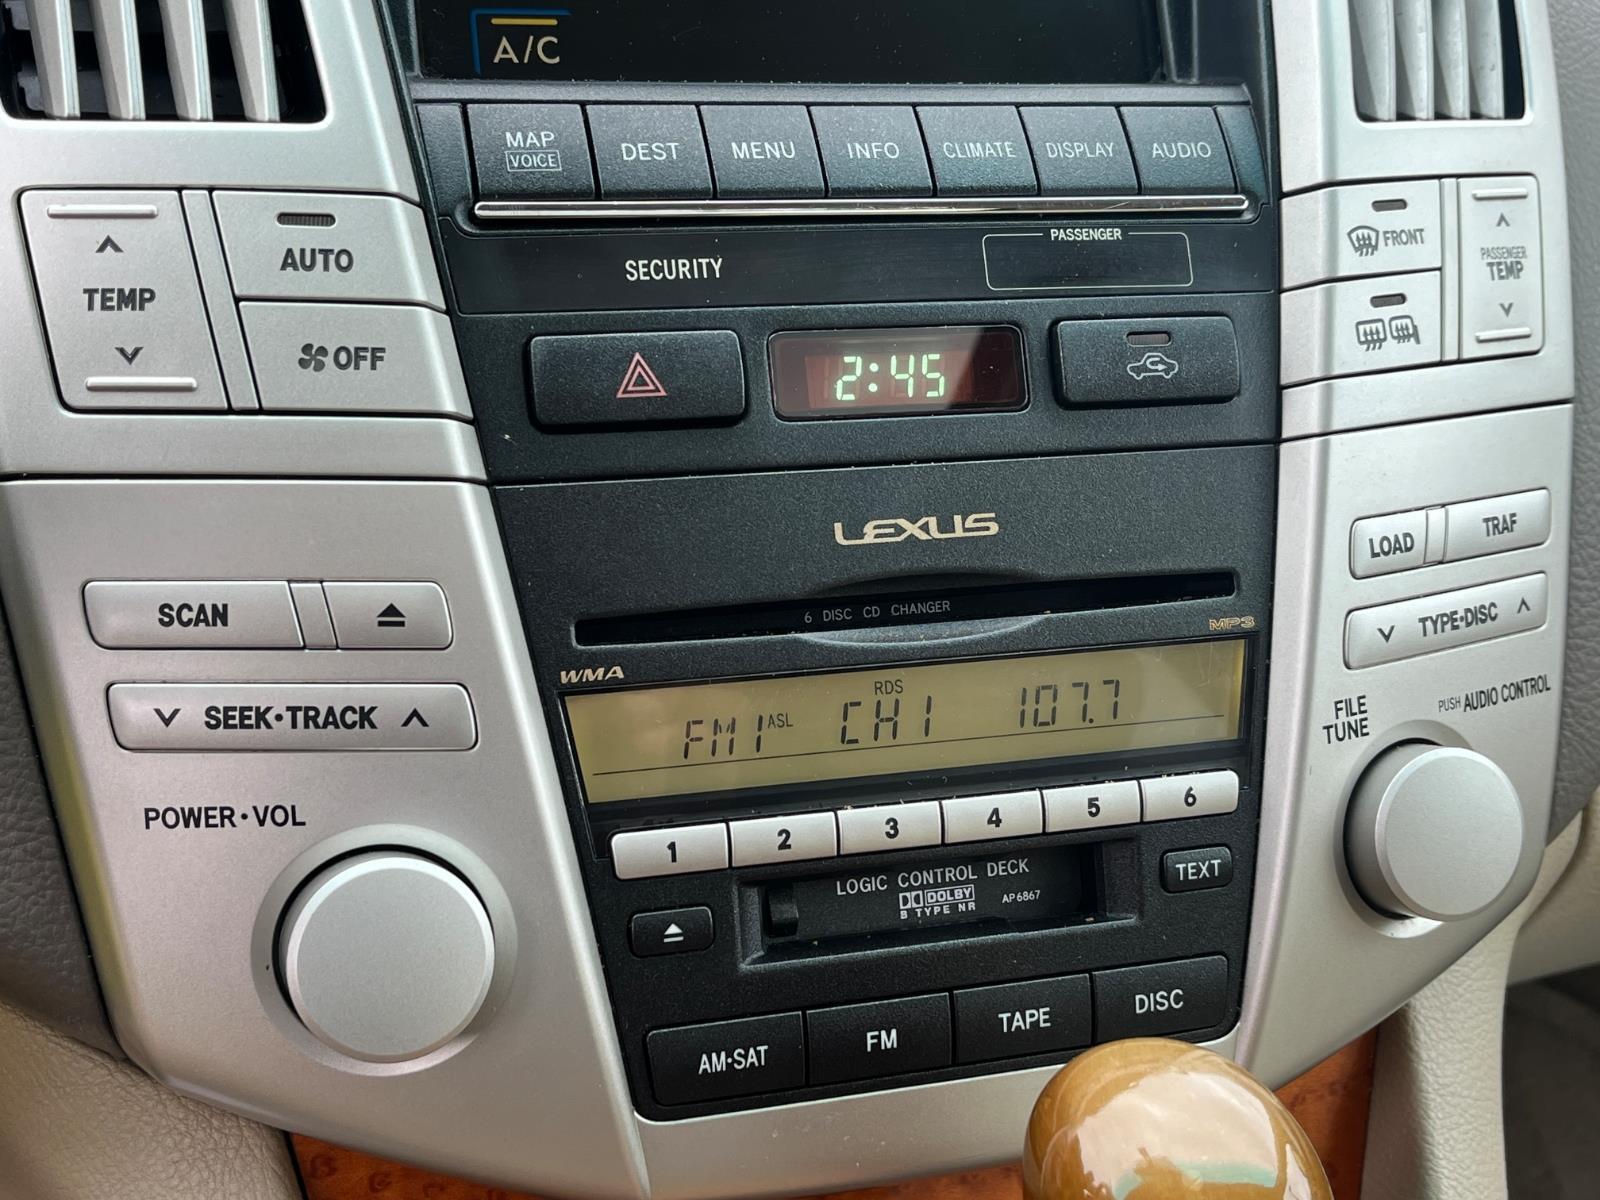 A/C
MAP
VOICE
DEST
MENU
INFO
CLIMATE
DISPLAY
AUDIO
TEMP
AUTO
OFF
SECURITY
PASSENGER
FRONT
PASSENGER
TEMP
2:45
LEXUS
LOAD
TRAF
SCAN
6 DISC CD CHANGER
TYPE•DISC
MP3
WMA
SEEK•TRACK
RDS
FM1 ASL CH1 107.7
FILE
TUNE
PUSH AUDIO CONTROL
POWER•VOL
1
2
3
4
5
6
LOGIC CONTROL DECK
DOLBY
B TYPE NR
AP6867
TEXT
AM•SAT
FM
TAPE
DISC